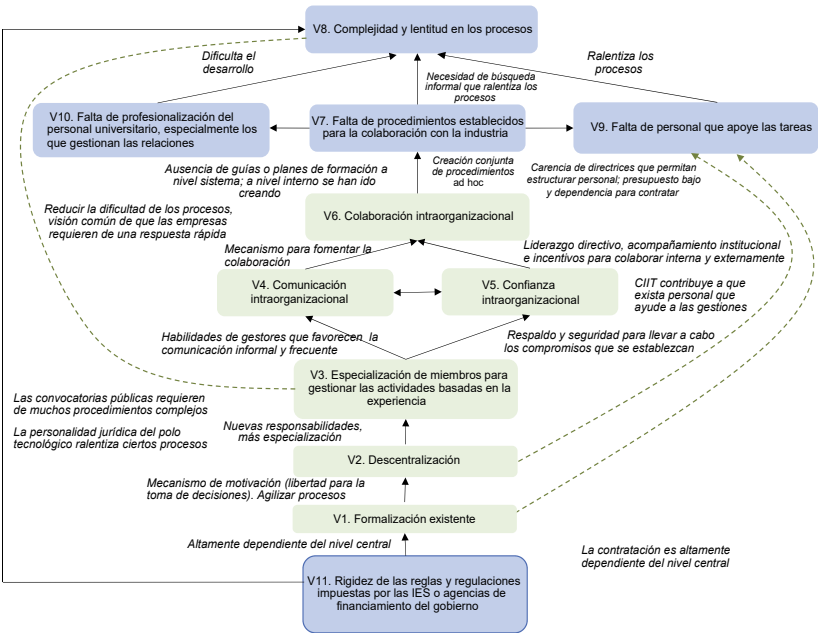 V8. Complejidad y lentitud en los procesos
Dificulta el
desarrollo
Necesidad de búsqueda
informal que ralentiza los
procesos
Ralentiza los
procesos
V10. Falta de profesionalización del
personal universitario, especialmente los
que gestionan las relaciones
V7. Falta de procedimientos establecidos
para la colaboración con la industria
V9. Falta de personal que apoye las tareas
Ausencia de guías o planes de formación a
nivel sistema; a nivel interno se han ido
creando
Creación conjunta
de procedimientos
ad hoc
Carencia de directrices que permitan
estructurar personal; presupuesto bajo
y dependencia para contratar
Reducir la dificultad de los procesos,
visión común de que las empresas
requieren de una respuesta rápida
V6. Colaboración intraorganizacional
Mecanismo para fomentar la
colaboración
Liderazgo directivo, acompañamiento institucional
e incentivos para colaborar interna y externamente
V4. Comunicación
intraorganizacional
V5. Confianza
intraorganizacional
CIIT contribuye a que
exista personal que
ayude a las gestiones
Habilidades de gestores que favorecen la
comunicación informal y frecuente
Respaldo y seguridad para llevar a cabo
los compromisos que se establezcan
V3. Especialización de miembros para
gestionar las actividades basadas en la
experiencia
Las convocatorias públicas requieren
de muchos procedimientos complejos
La personalidad jurídica del polo
tecnológico ralentiza ciertos procesos
Nuevas responsabilidades,
más especialización
V2. Descentralización
Mecanismo de motivación (libertad para la
toma de decisiones). Agilizar procesos
V1. Formalización existente
Altamente dependiente del nivel central
La contratación es altamente
dependiente del nivel central
V11. Rigidez de las reglas y regulaciones
impuestas por las IES o agencias de
financiamiento del gobierno